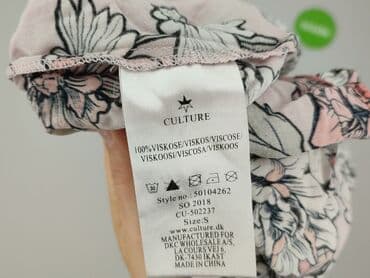 CULTURE
100%VISKOSE/VISKOS/VISCOSE/
VISKOOSI/VISCOSA/VISKOOS
Style no.: 50104262
SO 2018
CU-502237
Size:S
www.culture.dk
MANUFACTURED FOR
DKC WHOLESALE A/S,
LA COURS VEJ 6
DK-7430 IKAST
MADE IN CHINA